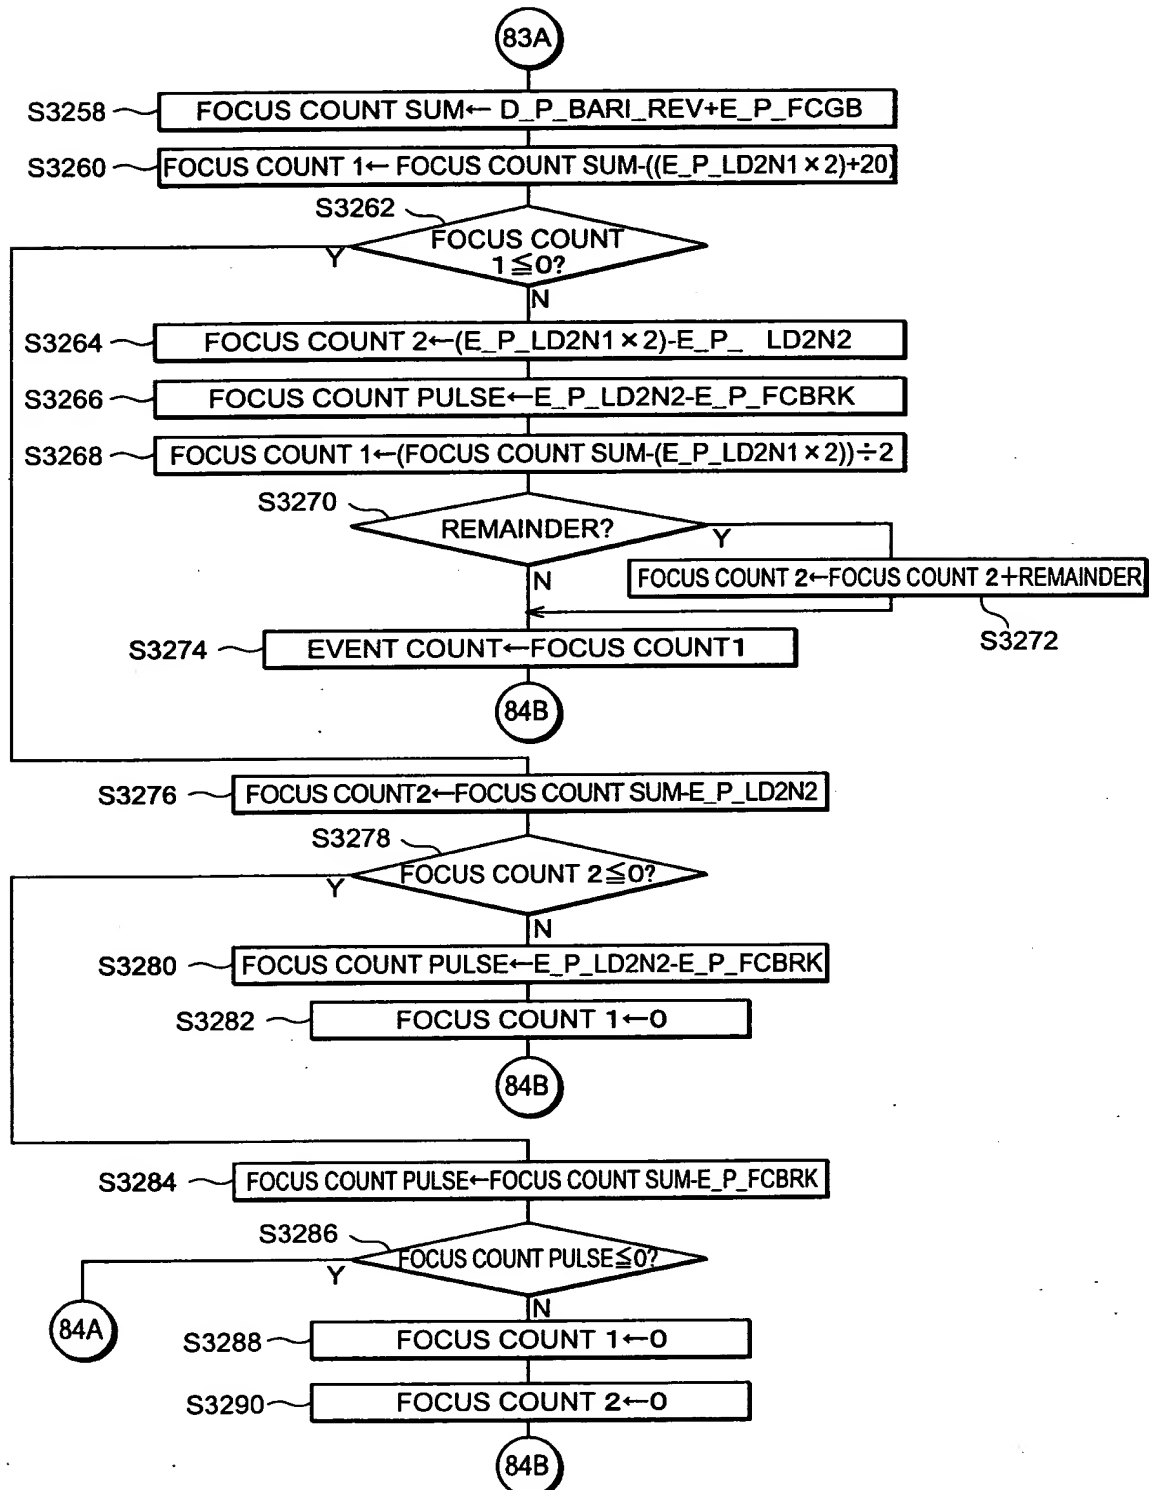 83A
S3258
FOCUS COUNT SUM← D_P_BARI_REV+E_P_FCGB
S3260
FOCUS COUNT 1← FOCUS COUNT SUM-((E_P_LD2N1×2)+20)
S3262
FOCUS COUNT
1≦0?
Y
N
S3264
FOCUS COUNT 2←(E_P_LD2N1×2)-E_P_ LD2N2
S3266
FOCUS COUNT PULSE←E_P_LD2N2-E_P_FCBRK
S3268
FOCUS COUNT 1←(FOCUS COUNT SUM-(E_P_LD2N1×2))÷2
S3270
REMAINDER?
Y
N
FOCUS COUNT 2←FOCUS COUNT 2+REMAINDER
S3272
S3274
EVENT COUNT←FOCUS COUNT1
84B
S3276
FOCUS COUNT2←FOCUS COUNT SUM-E_P_LD2N2
S3278
FOCUS COUNT 2≦0?
Y
N
S3280
FOCUS COUNT PULSE←E_P_LD2N2-E_P_FCBRK
S3282
FOCUS COUNT 1←0
84B
S3284
FOCUS COUNT PULSE←FOCUS COUNT SUM-E_P_FCBRK
S3286
FOCUS COUNT PULSE≦0?
Y
N
84A
S3288
FOCUS COUNT 1←0
S3290
FOCUS COUNT 2←0
84B